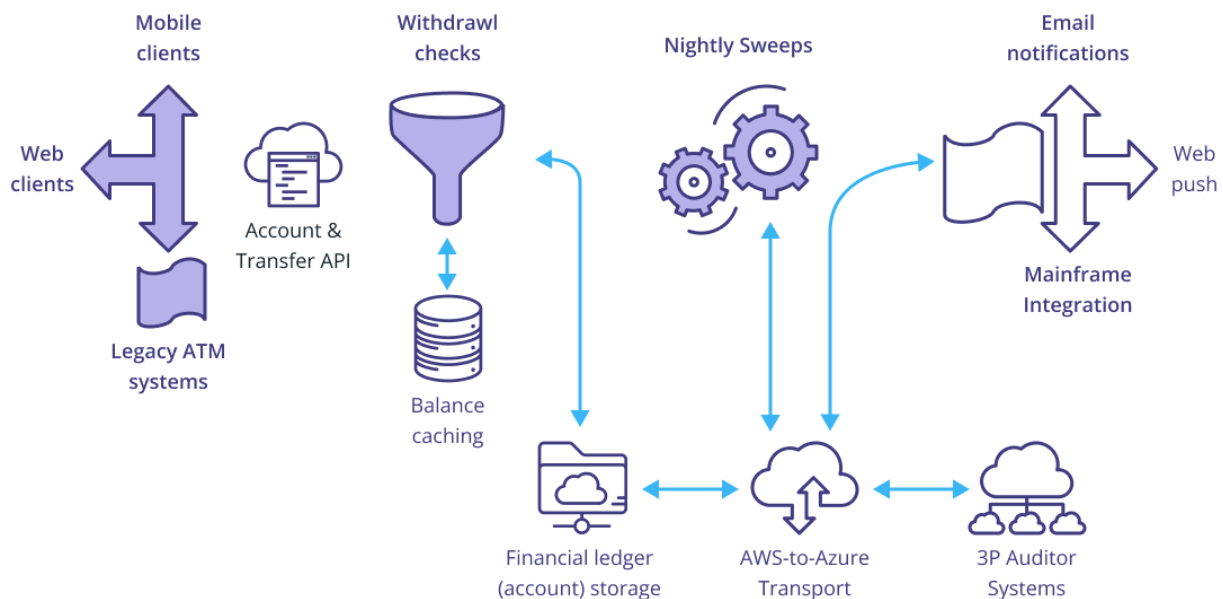 Mobile
clients
Withdrawl
checks
Nightly Sweeps
Email
notifications
Web
clients
Account &
Transfer API
Web
push
Legacy ATM
systems
Balance
caching
Mainframe
Integration
Financial ledger
(account) storage
AWS-to-Azure
Transport
3P Auditor
Systems